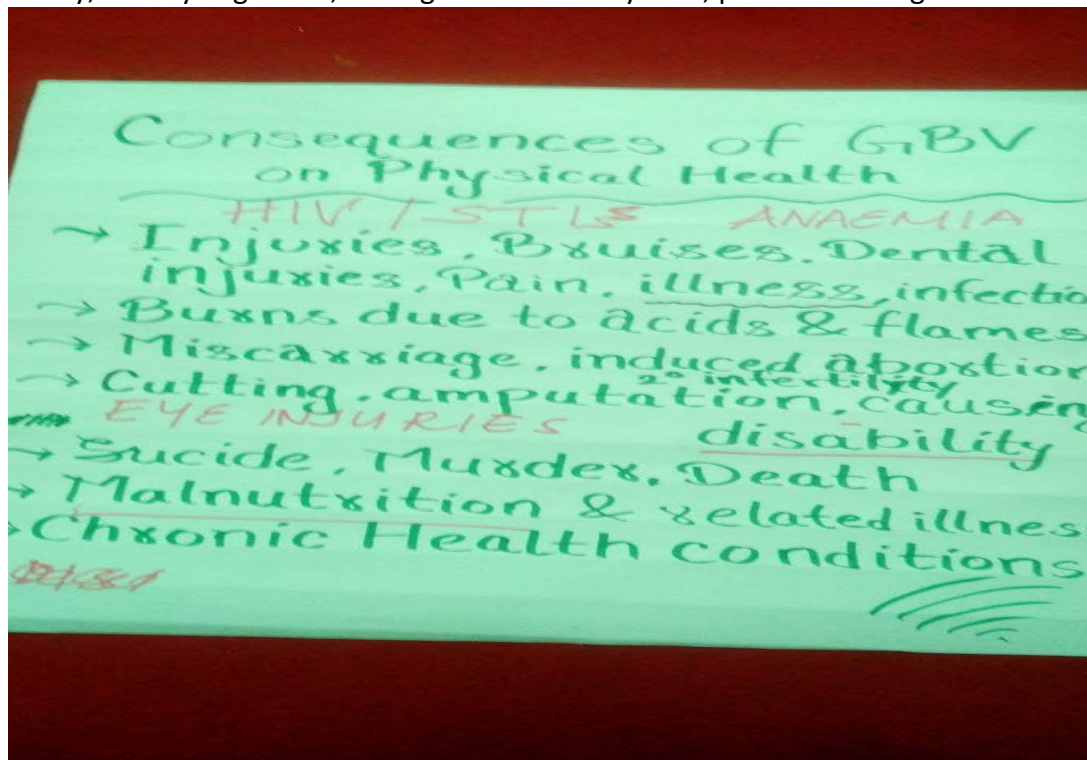 Consequences of GBV
on Physical Health
HIV / STIs ANAEMIA
→ Injuries, Bruises, Dental
injuries, Pain, illness, infectio
→ Burns due to acids & flames
→ Miscarriage, induced abortion
2° infertility
→ Cutting, amputation, causing
EYE INJURIES disability
→ Sucide, Murder, Death
→ Malnutrition & related illnes
→ Chronic Health conditions